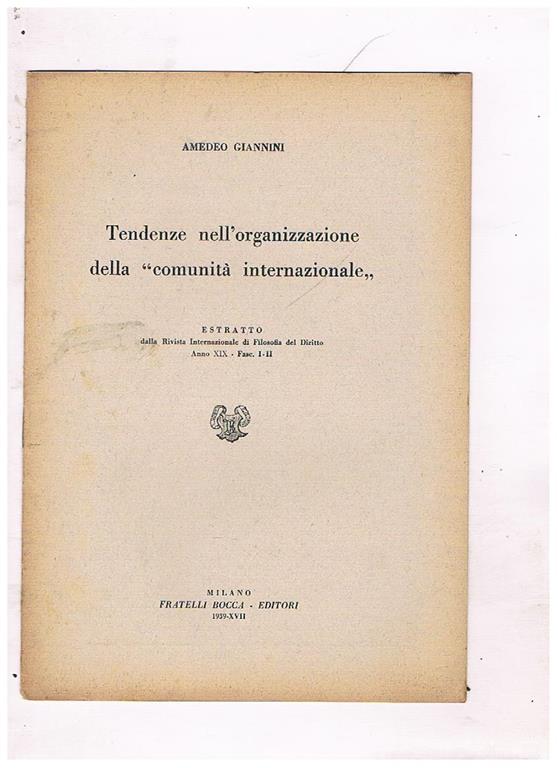 AMEDEO GIANNINI
Tendenze nell'organizzazione
della “comunità internazionale„
ESTRATTO
dalla Rivista Internazionale di Filosofia del Diritto
Anno XIX - Fasc. I-II
MILANO
FRATELLI BOCCA - EDITORI
1939-XVII